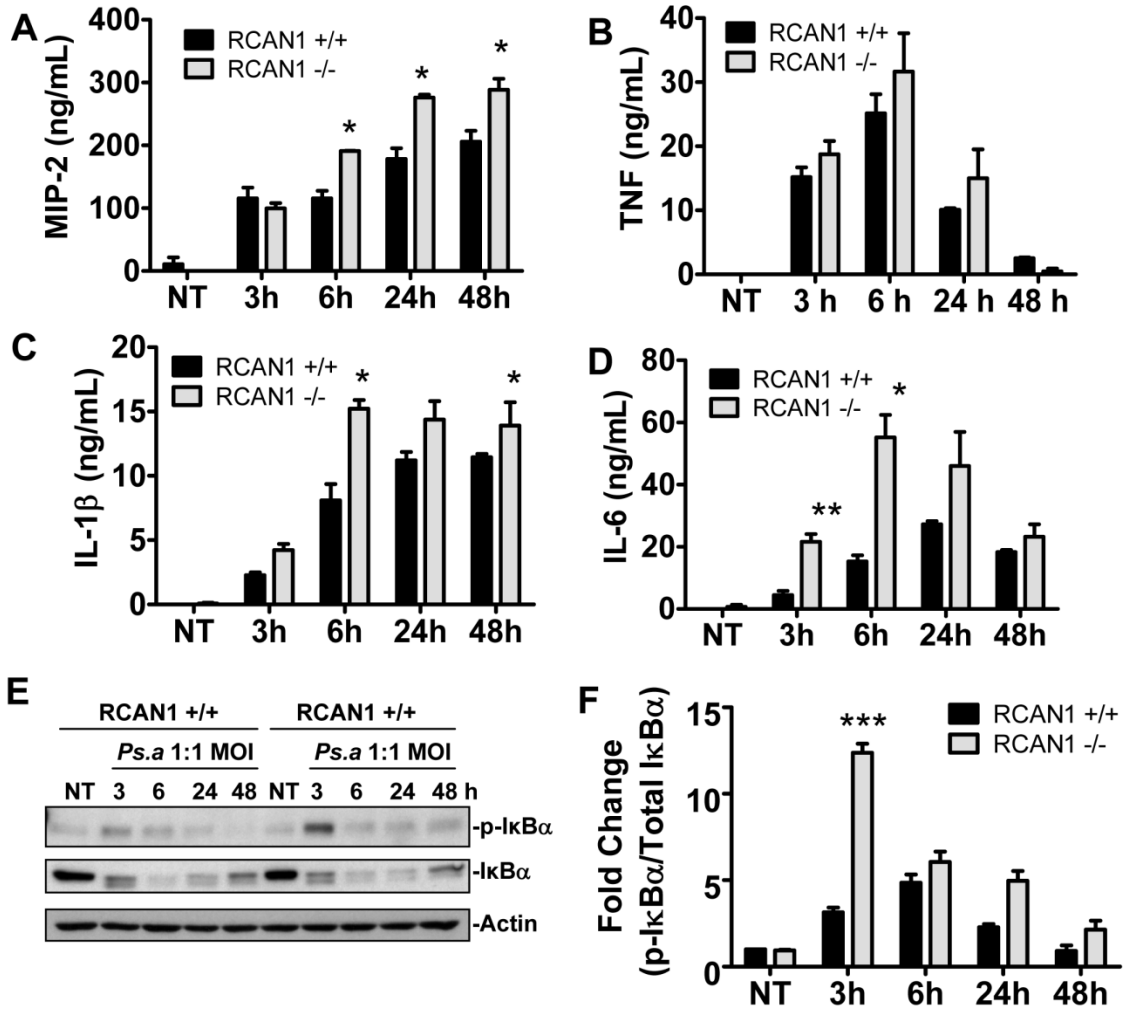 A
RCAN1 +/+
RCAN1 -/-
MIP-2 (ng/mL)
400
300
200
100
0
*
*
*
NT 3h 6h 24h 48h
B
RCAN1 +/+
RCAN1 -/-
TNF (ng/mL)
40
30
20
10
0
NT 3 h 6 h 24 h 48 h
C
RCAN1 +/+
RCAN1 -/-
IL-1β (ng/mL)
20
15
10
5
0
*
*
NT 3h 6h 24h 48h
D
RCAN1 +/+
RCAN1 -/-
IL-6 (ng/mL)
80
60
40
20
0
**
*
NT 3h 6h 24h 48h
E
RCAN1 +/+ RCAN1 +/+
Ps.a 1:1 MOI Ps.a 1:1 MOI
NT 3 6 24 48 NT 3 6 24 48 h
-p-IκBα
-IκBα
-Actin
F
RCAN1 +/+
RCAN1 -/-
Fold Change
(p-IκBα/Total IκBα)
15
10
5
0
***
NT 3h 6h 24h 48h